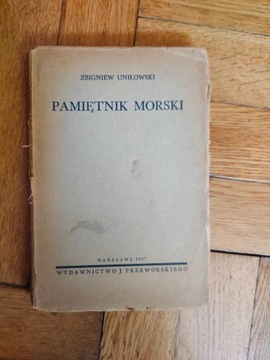 ZBIGNIEW UNIŁOWSKI
PAMIĘTNIK MORSKI
WARSZAWA 1937
WYDAWNICTWO J PRZEWORSKIEGO